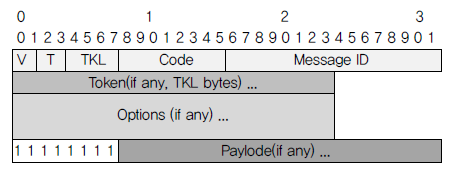 0 1 2 3
0 1 2 3 4 5 6 7 8 9 0 1 2 3 4 5 6 7 8 9 0 1 2 3 4 5 6 7 8 9 0 1
V T TKL Code Message ID
Token(if any, TKL bytes) ...
Options (if any) ...
1 1 1 1 1 1 1 1 Paylode(if any) ...